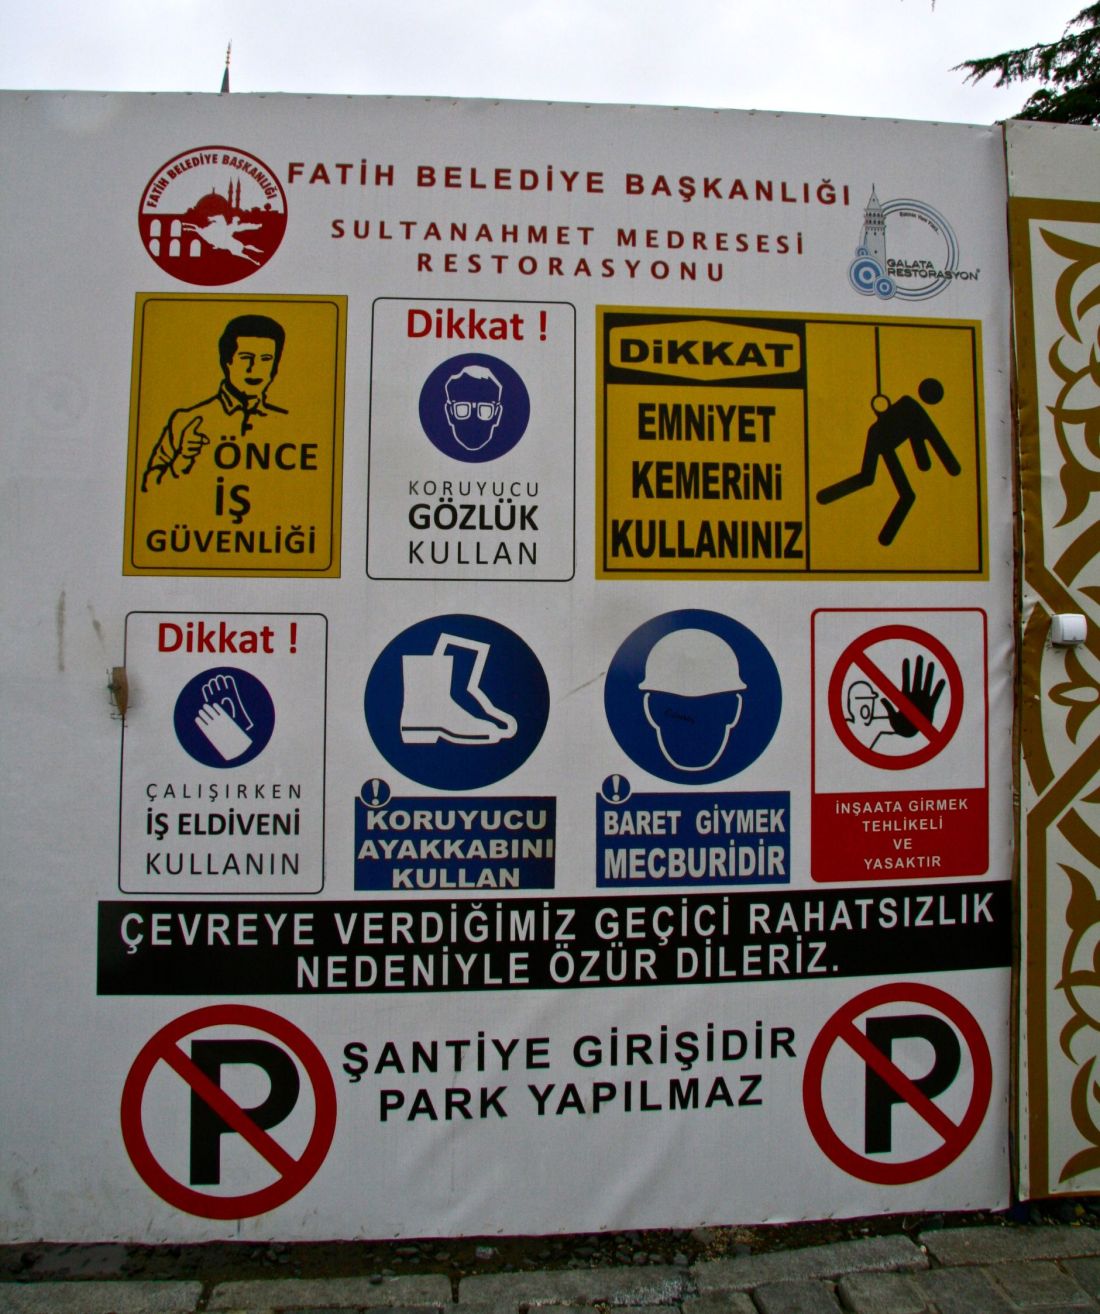 FATİH BELEDİYE BAŞKANLIĞI
FATİH BELEDİYE BAŞKANLIĞI
SULTANAHMET MEDRESESİ
RESTORASYONU
GALATA
RESTORASYON
ÖNCE
İŞ
GÜVENLİĞİ
Dikkat !
KORUYUCU
GÖZLÜK
KULLAN
DİKKAT
EMNİYET
KEMERİNİ
KULLANINIZ
Dikkat !
ÇALIŞIRKEN
İŞ ELDİVENİ
KULLANIN
KORUYUCU
AYAKKABINI
KULLAN
BARET GİYMEK
MECBURİDİR
İNŞAATA GİRMEK
TEHLİKELİ
VE
YASAKTIR
ÇEVREYE VERDİĞİMİZ GEÇİCİ RAHATSIZLIK
NEDENİYLE ÖZÜR DİLERİZ.
P
ŞANTİYE GİRİŞİDİR
PARK YAPILMAZ
P